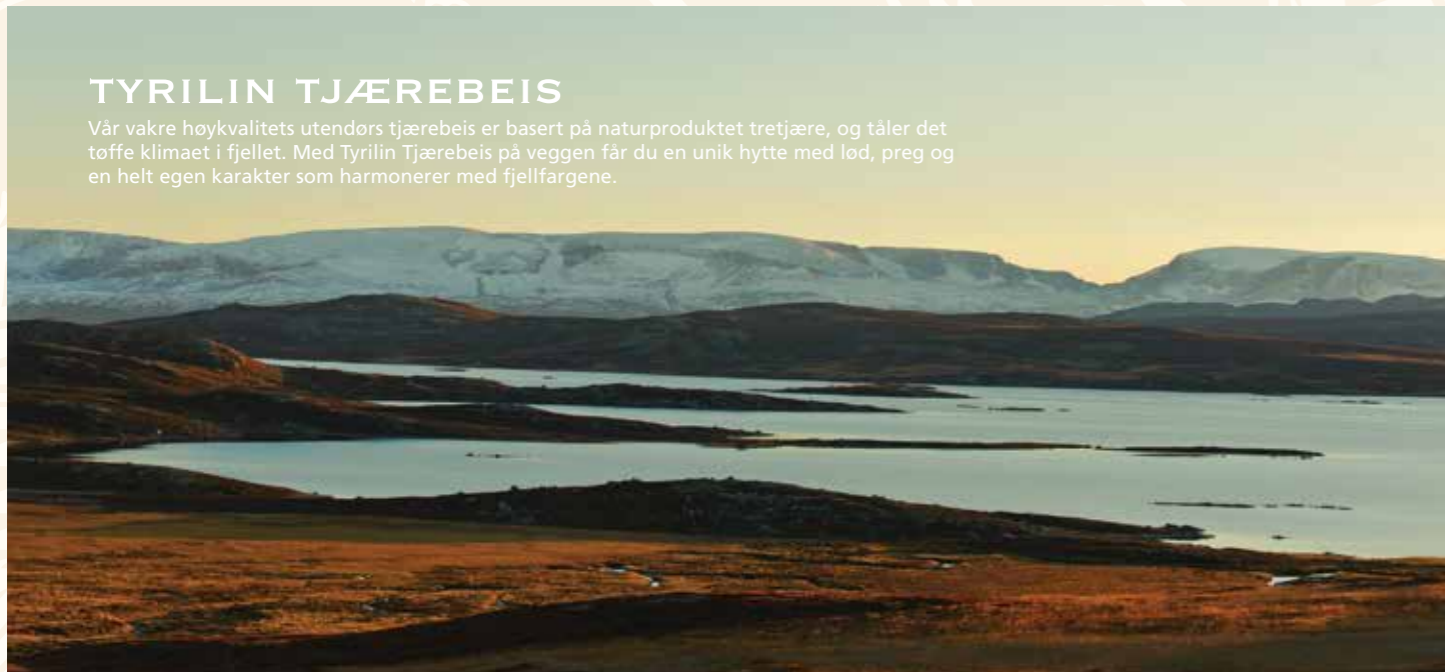 TYRILIN TJÆREBEIS
Vår vakre høykvalitets utendørs tjærebeis er basert på naturproduktet tretjære, og tåler det
tøffe klimaet i fjellet. Med Tyrilin Tjærebeis på veggen får du en unik hytte med lød, preg og
en helt egen karakter som harmonerer med fjellfargene.